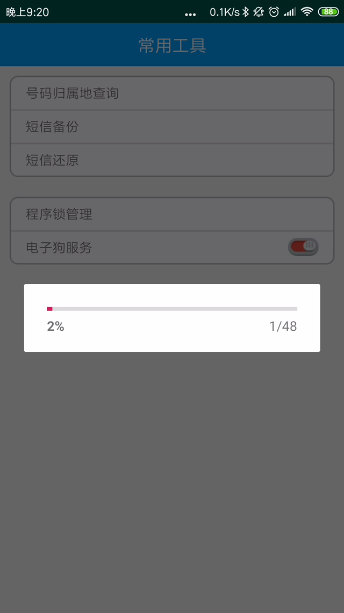 晚上9:20
... 0.1K/s 88
常用工具
号码归属地查询
短信备份
短信还原
程序锁管理
电子狗服务
2% 1/48